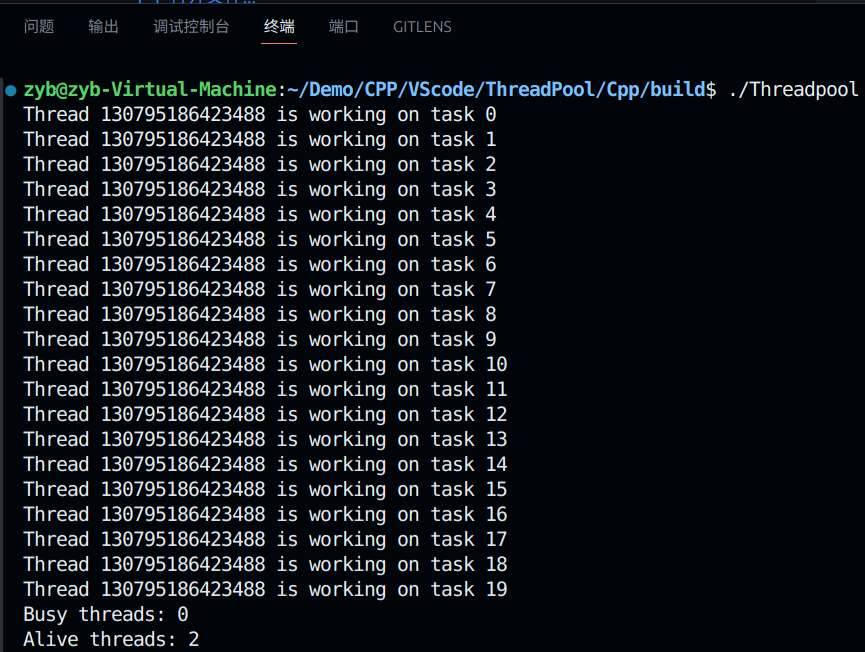 问题 输出 调试控制台 终端 端口 GITLENS
zyb@zyb-Virtual-Machine:~/Demo/CPP/VScode/ThreadPool/Cpp/build$ ./Threadpool
Thread 130795186423488 is working on task 0
Thread 130795186423488 is working on task 1
Thread 130795186423488 is working on task 2
Thread 130795186423488 is working on task 3
Thread 130795186423488 is working on task 4
Thread 130795186423488 is working on task 5
Thread 130795186423488 is working on task 6
Thread 130795186423488 is working on task 7
Thread 130795186423488 is working on task 8
Thread 130795186423488 is working on task 9
Thread 130795186423488 is working on task 10
Thread 130795186423488 is working on task 11
Thread 130795186423488 is working on task 12
Thread 130795186423488 is working on task 13
Thread 130795186423488 is working on task 14
Thread 130795186423488 is working on task 15
Thread 130795186423488 is working on task 16
Thread 130795186423488 is working on task 17
Thread 130795186423488 is working on task 18
Thread 130795186423488 is working on task 19
Busy threads: 0
Alive threads: 2